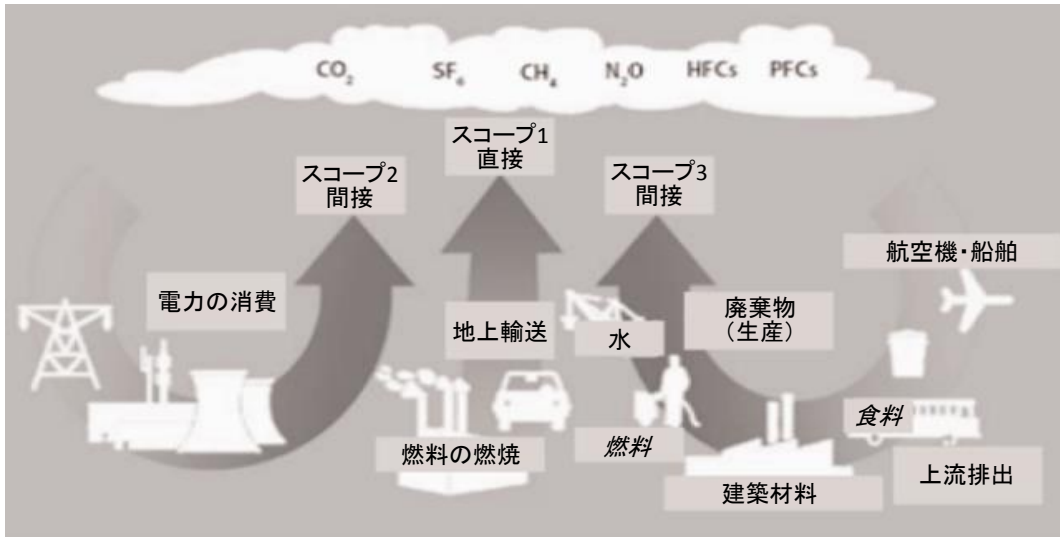 CO₂ SF₆ CH₄ N₂O HFCs PFCs
スコープ1
直接
スコープ2
間接
スコープ3
間接
航空機・船舶
電力の消費
地上輸送
水
廃棄物
（生産）
燃料の燃焼
燃料
食料
建築材料
上流排出